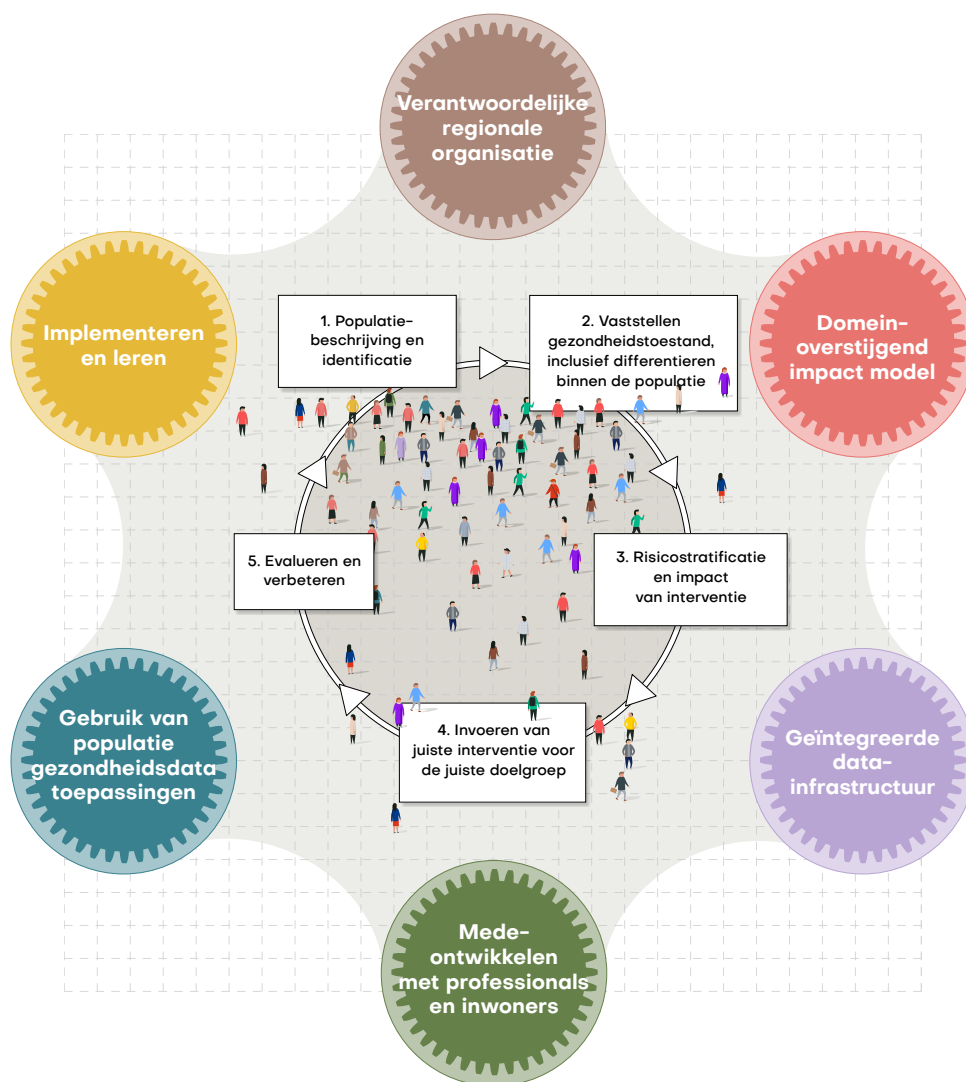 Verantwoordelijke
regionale
organisatie
Implementeren
en leren
Domein-
overstijgend
impact model
1. Populatie-
beschrijving en
identificatie
2. Vaststellen
gezondheidstoestand,
inclusief differentiëren
binnen de populatie
5. Evalueren en
verbeteren
3. Risicostratificatie
en impact
van interventie
4. Invoeren van
juiste interventie voor
de juiste doelgroep
Gebruik van
populatie
gezondheidsdata
toepassingen
Geïntegreerde
data-
infrastructuur
Mede-
ontwikkelen
met professionals
en inwoners